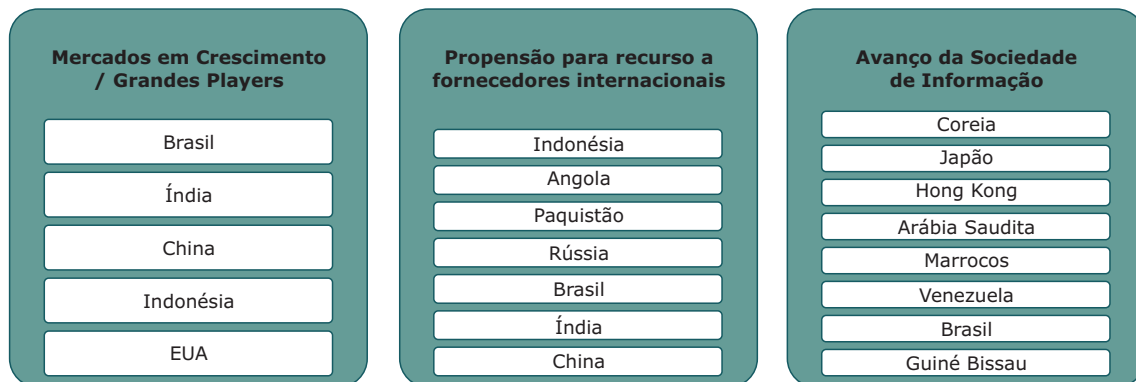 Mercados em Crescimento
/ Grandes Players
Brasil
Índia
China
Indonésia
EUA
Propensão para recurso a
fornecedores internacionais
Indonésia
Angola
Paquistão
Rússia
Brasil
Índia
China
Avanço da Sociedade
de Informação
Coreia
Japão
Hong Kong
Arábia Saudita
Marrocos
Venezuela
Brasil
Guiné Bissau